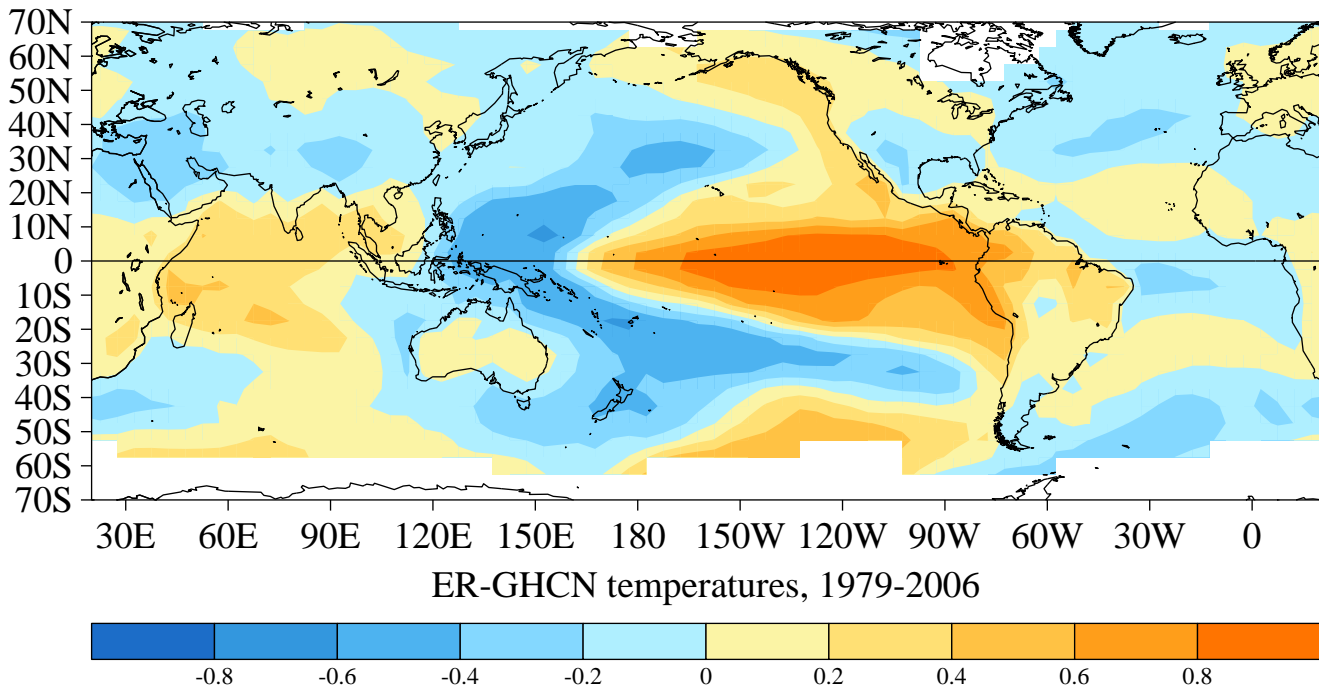 70N
60N
50N
40N
30N
20N
10N
0
10S
20S
30S
40S
50S
60S
70S
30E 60E 90E 120E 150E 180 150W 120W 90W 60W 30W 0
ER-GHCN temperatures, 1979-2006
-0.8 -0.6 -0.4 -0.2 0 0.2 0.4 0.6 0.8